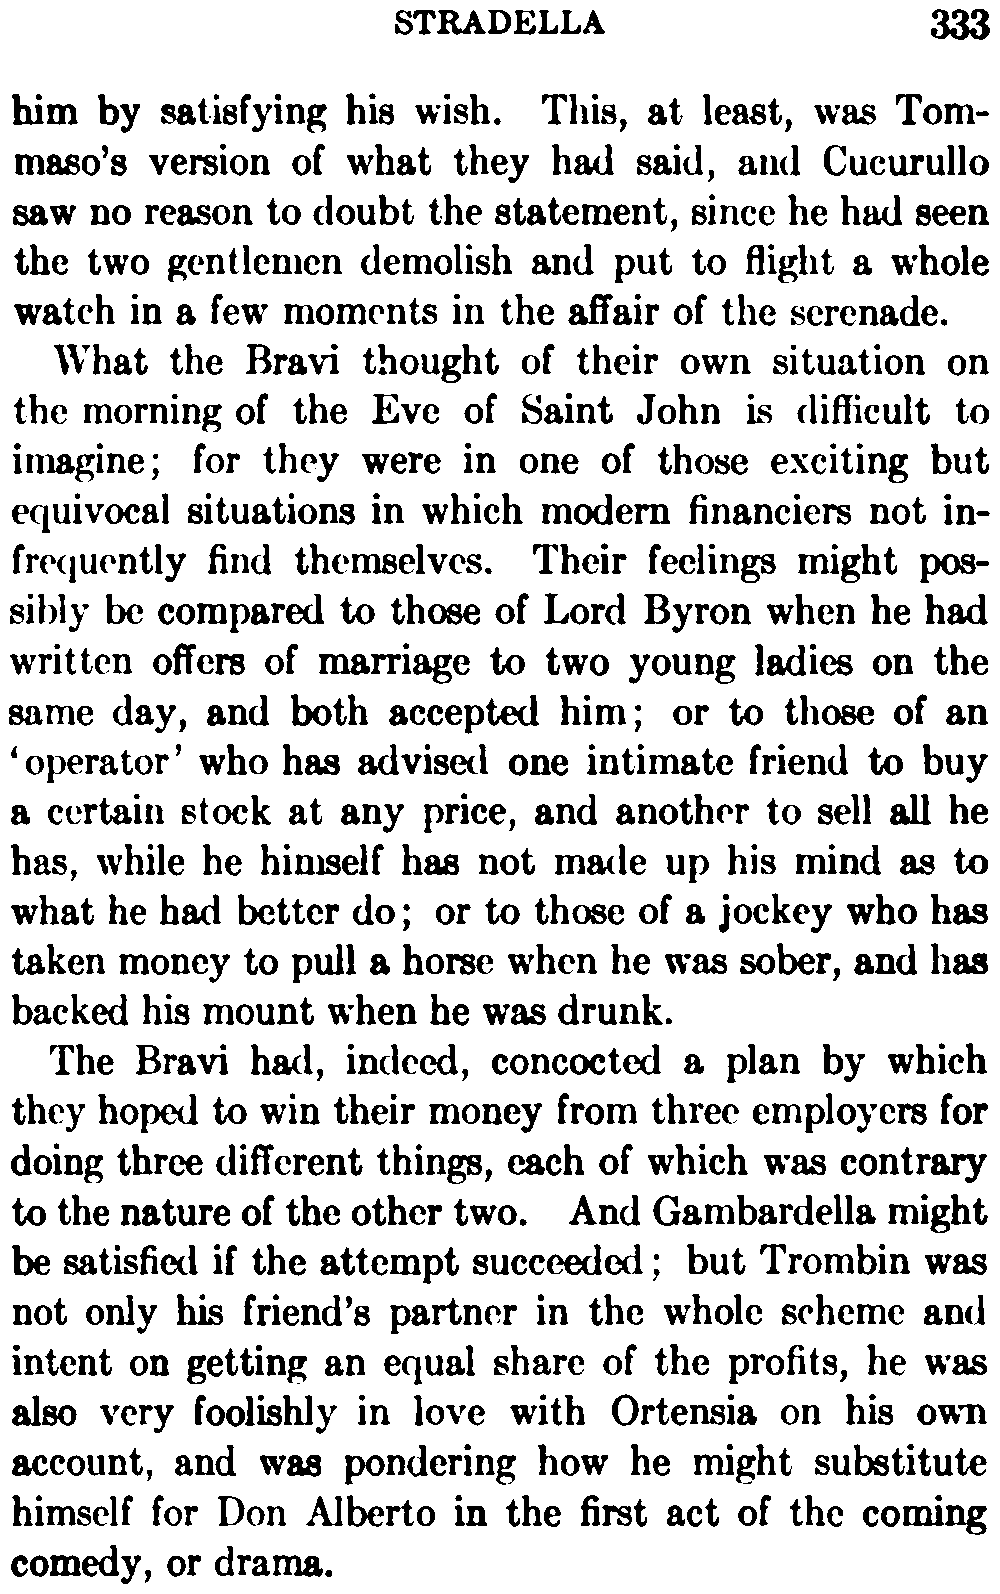 STRADELLA 333
him by satisfying his wish. This, at least, was Tom-
maso's version of what they had said, and Cucurullo
saw no reason to doubt the statement, since he had seen
the two gentlemen demolish and put to flight a whole
watch in a few moments in the affair of the serenade.
What the Bravi thought of their own situation on
the morning of the Eve of Saint John is difficult to
imagine; for they were in one of those exciting but
equivocal situations in which modern financiers not in-
frequently find themselves. Their feelings might pos-
sibly be compared to those of Lord Byron when he had
written offers of marriage to two young ladies on the
same day, and both accepted him; or to those of an
'operator' who has advised one intimate friend to buy
a certain stock at any price, and another to sell all he
has, while he himself has not made up his mind as to
what he had better do; or to those of a jockey who has
taken money to pull a horse when he was sober, and has
backed his mount when he was drunk.
The Bravi had, indeed, concocted a plan by which
they hoped to win their money from three employers for
doing three different things, each of which was contrary
to the nature of the other two. And Gambardella might
be satisfied if the attempt succeeded; but Trombin was
not only his friend's partner in the whole scheme and
intent on getting an equal share of the profits, he was
also very foolishly in love with Ortensia on his own
account, and was pondering how he might substitute
himself for Don Alberto in the first act of the coming
comedy, or drama.